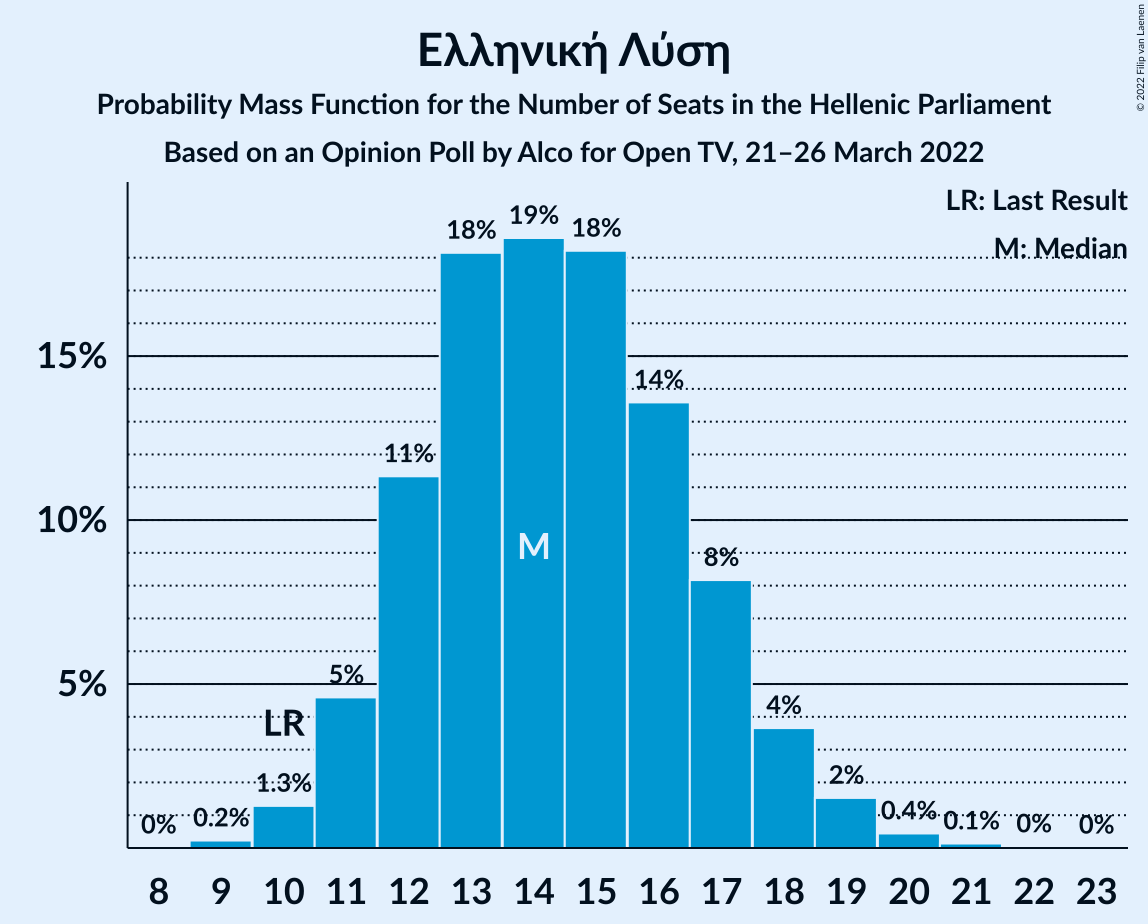 © 2022 Filip van Laenen
Ελληνική Λύση
Probability Mass Function for the Number of Seats in the Hellenic Parliament
Based on an Opinion Poll by Alco for Open TV, 21–26 March 2022
LR: Last Result
M: Median
18% 19% 18%
15%
14%
11%
10%
M
8%
5%
5%
LR
4%
1.3%
2%
0% 0.2% 0.4% 0.1% 0% 0%
8 9 10 11 12 13 14 15 16 17 18 19 20 21 22 23